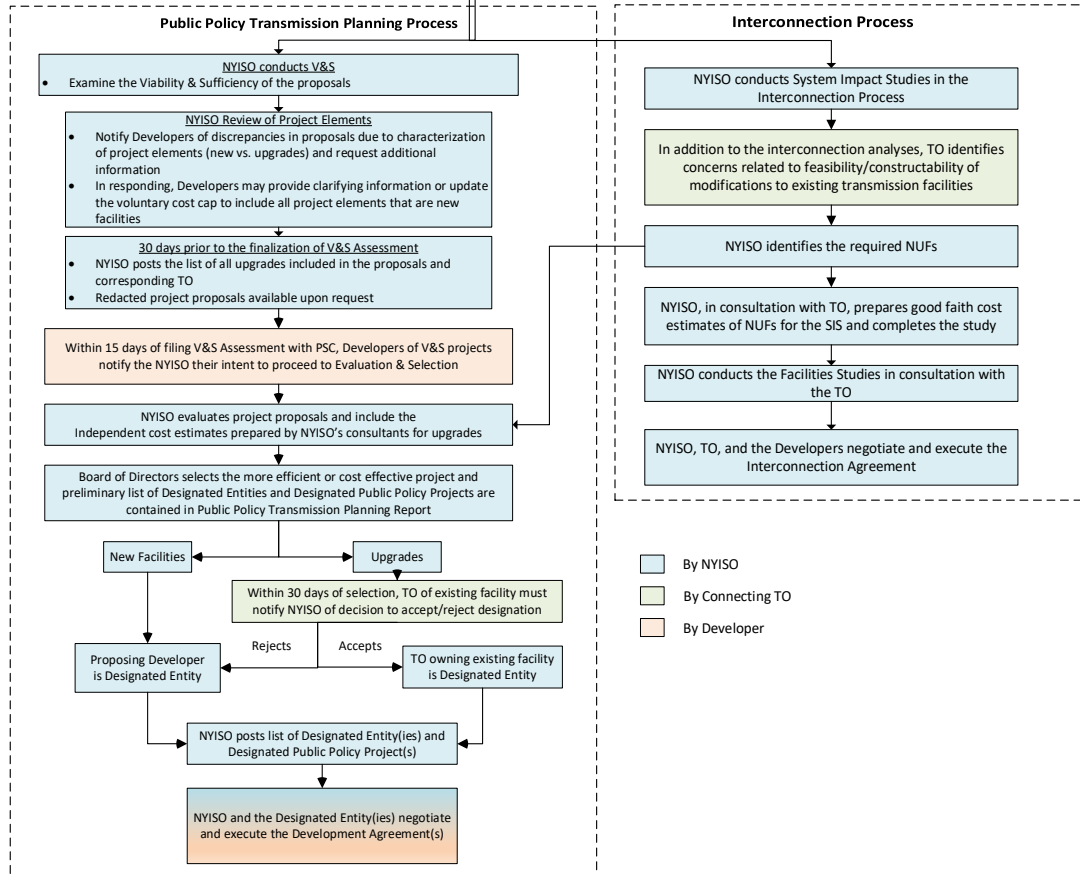 Public Policy Transmission Planning Process
NYISO conducts V&S
• Examine the Viability & Sufficiency of the proposals
NYISO Review of Project Elements
• Notify Developers of discrepancies in proposals due to characterization
of project elements (new vs. upgrades) and request additional
information
• In responding, Developers may provide clarifying information or update
the voluntary cost cap to include all project elements that are new
facilities
30 days prior to the finalization of V&S Assessment
• NYISO posts the list of all upgrades included in the proposals and
corresponding TO
• Redacted project proposals available upon request
Within 15 days of filing V&S Assessment with PSC, Developers of V&S projects
notify the NYISO their intent to proceed to Evaluation & Selection
NYISO evaluates project proposals and include the
Independent cost estimates prepared by NYISO's consultants for upgrades
Board of Directors selects the more efficient or cost effective project and
preliminary list of Designated Entities and Designated Public Policy Projects are
contained in Public Policy Transmission Planning Report
New Facilities
Upgrades
Within 30 days of selection, TO of existing facility must
notify NYISO of decision to accept/reject designation
Rejects
Accepts
Proposing Developer
is Designated Entity
TO owning existing facility
is Designated Entity
NYISO posts list of Designated Entity(ies) and
Designated Public Policy Project(s)
NYISO and the Designated Entity(ies) negotiate
and execute the Development Agreement(s)
Interconnection Process
NYISO conducts System Impact Studies in the
Interconnection Process
In addition to the interconnection analyses, TO identifies
concerns related to feasibility/constructability of
modifications to existing transmission facilities
NYISO identifies the required NUFs
NYISO, in consultation with TO, prepares good faith cost
estimates of NUFs for the SIS and completes the study
NYISO conducts the Facilities Studies in consultation with
the TO
NYISO, TO, and the Developers negotiate and execute the
Interconnection Agreement
By NYISO
By Connecting TO
By Developer